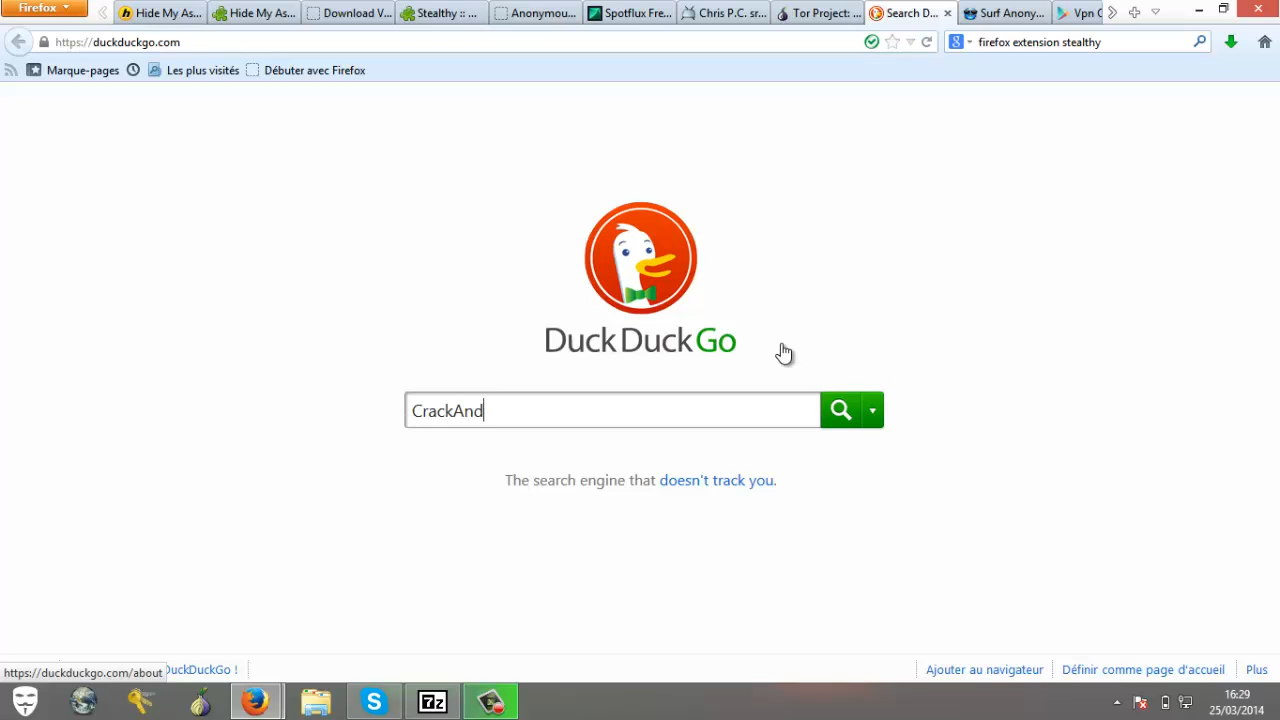 Firefox
Hide My As...
Hide My As...
Download V...
Stealthy :: ...
Anonymou...
Spotflux Fre...
Chris P.C. sr...
Tor Project: ...
Search D...
Surf Anony...
Vpn C
https://duckduckgo.com
firefox extension stealthy
Marque-pages
Les plus visités
Débuter avec Firefox
DuckDuckGo
CrackAnd
The search engine that doesn't track you.
https://duckduckgo.com/about
DuckDuckGo !
Ajouter au navigateur
Définir comme page d'accueil
Plus
7z
16:29
25/03/2014